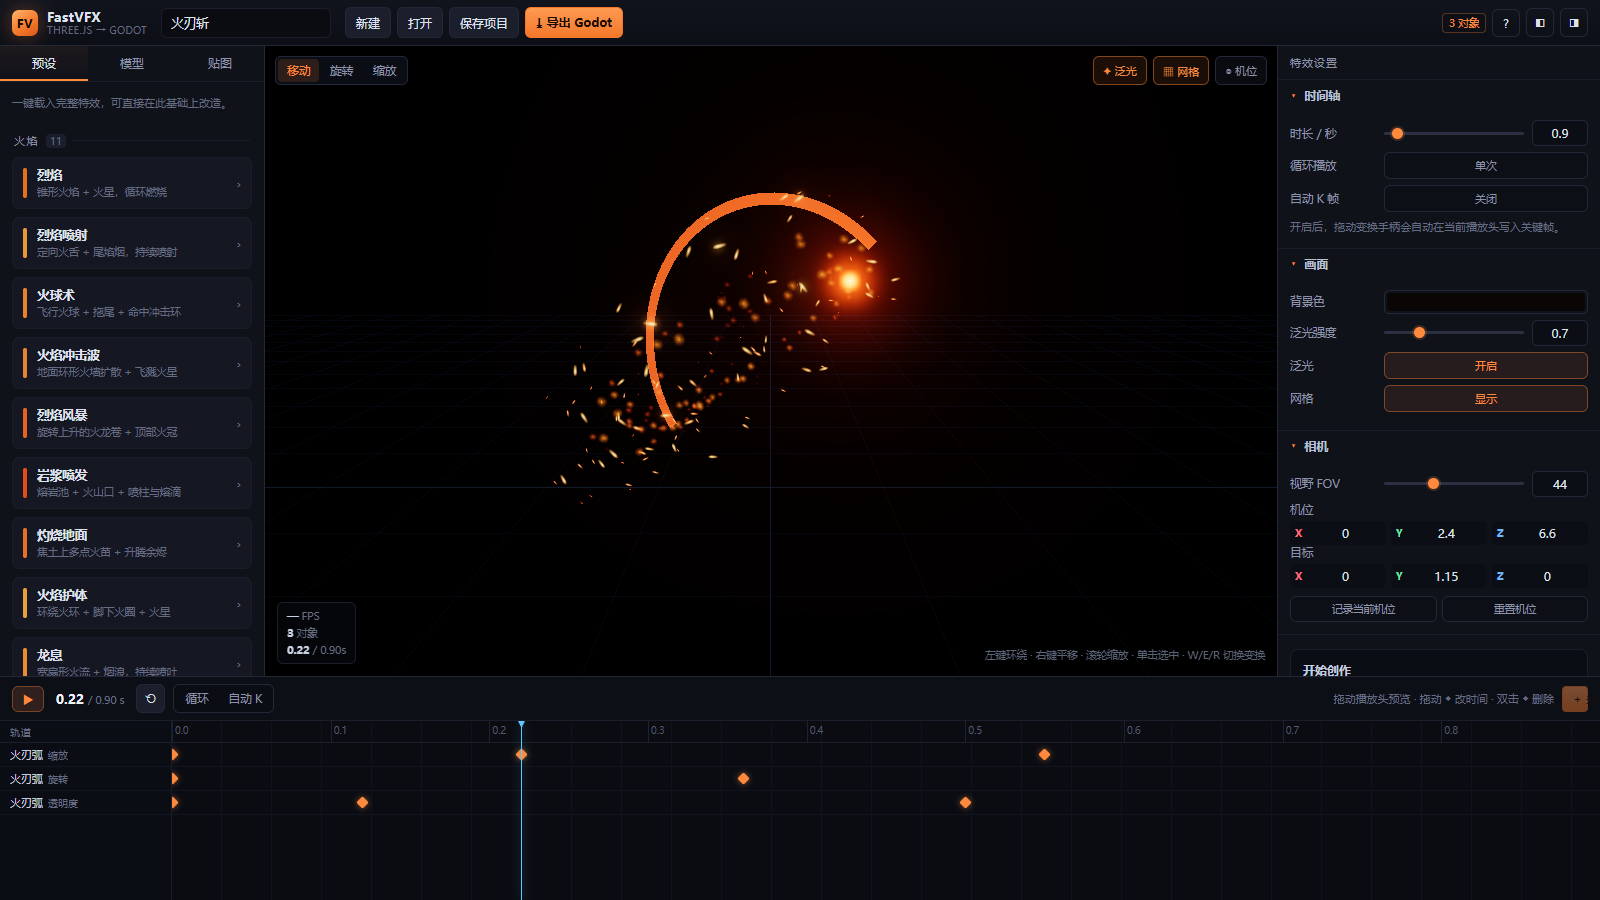 FV
FastVFX
THREE.JS → GODOT
火刃斩
新建
打开
保存项目
⤓ 导出 Godot
3 对象
?
预设
模型
贴图
一键载入完整特效，可直接在此基础上改造。
火焰 11
烈焰
锥形火焰 + 火星，循环燃烧
烈焰喷射
定向火舌 + 尾焰烟，持续喷射
火球术
飞行火球 + 拖尾 + 命中冲击环
火焰冲击波
地面环形火墙扩散 + 飞溅火星
烈焰风暴
旋转上升的火龙卷 + 顶部火冠
岩浆喷发
熔岩池 + 火山口 + 喷柱与熔滴
灼烧地面
焦土上多点火苗 + 升腾余烬
火焰护体
环绕火环 + 脚下火圈 + 火星
龙息
宽扇形火流 + 烟浪，持续喷吐
移动
旋转
缩放
✦ 泛光
▦ 网格
机位
— FPS
3 对象
0.22 / 0.90s
左键环绕 · 右键平移 · 滚轮缩放 · 单击选中 · W/E/R 切换变换
特效设置
时间轴
时长 / 秒
0.9
循环播放
单次
自动 K 帧
关闭
开启后，拖动变换手柄会自动在当前播放头写入关键帧。
画面
背景色
泛光强度
0.7
泛光
开启
网格
显示
相机
视野 FOV
44
机位
X 0 Y 2.4 Z 6.6
目标
X 0 Y 1.15 Z 0
记录当前机位
重置机位
开始创作
▶
0.22 / 0.90 s
⟲
循环
自动 K
拖动播放头预览 · 拖动 ◆ 改时间 · 双击 ◆ 删除
+
轨道
0.0 0.1 0.2 0.3 0.4 0.5 0.6 0.7 0.8
火刃弧 缩放
火刃弧 旋转
火刃弧 透明度